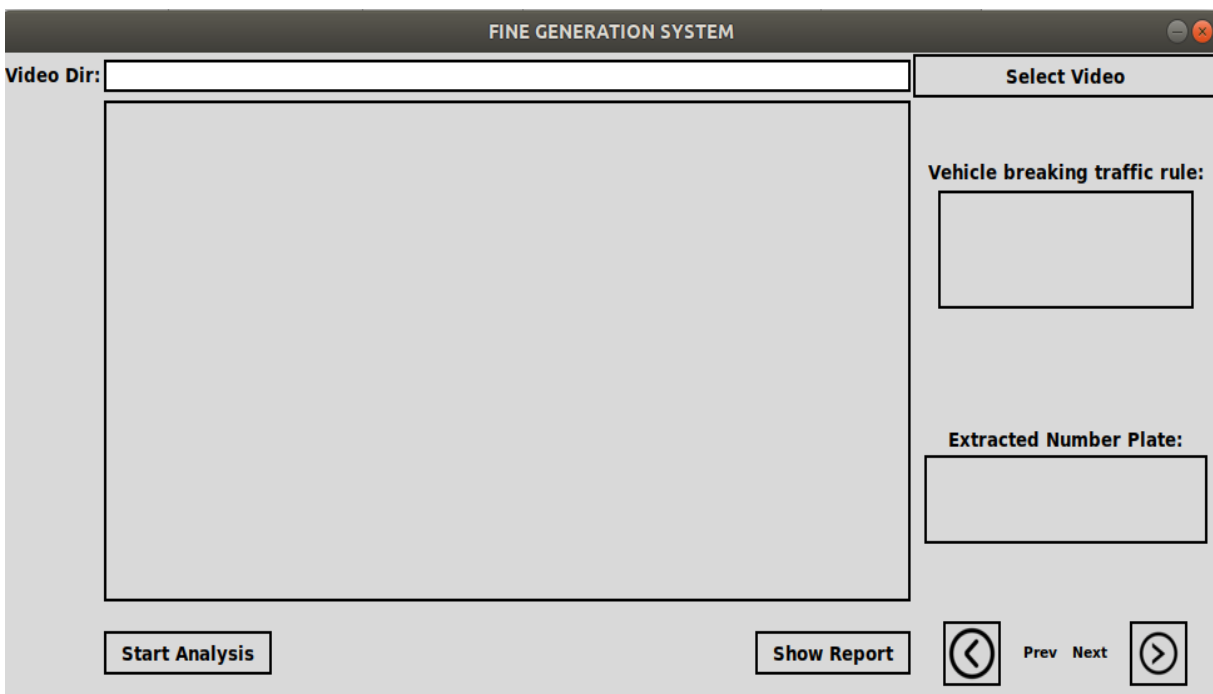 FINE GENERATION SYSTEM
Video Dir:
Select Video
Vehicle breaking traffic rule:
Extracted Number Plate:
Start Analysis
Show Report
Prev Next